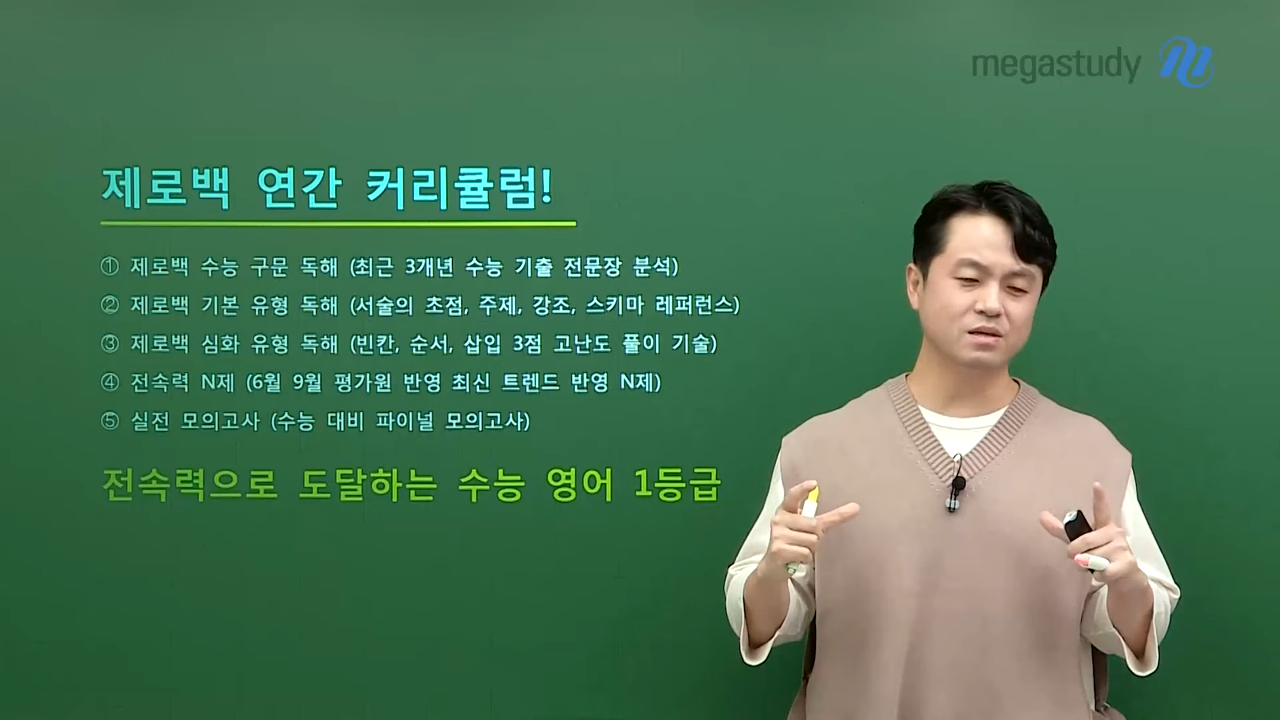 megastudy
제로백 연간 커리큘럼!
① 제로백 수능 구문 독해 (최근 3개년 수능 기출 전문장 분석)
② 제로백 기본 유형 독해 (서술의 초점, 주제, 강조, 스키마 레퍼런스)
③ 제로백 심화 유형 독해 (빈칸, 순서, 삽입 3점 고난도 풀이 기술)
④ 전속력 N제 (6월 9월 평가원 반영 최신 트렌드 반영 N제)
⑤ 실전 모의고사 (수능 대비 파이널 모의고사)
전속력으로 도달하는 수능 영어 1등급